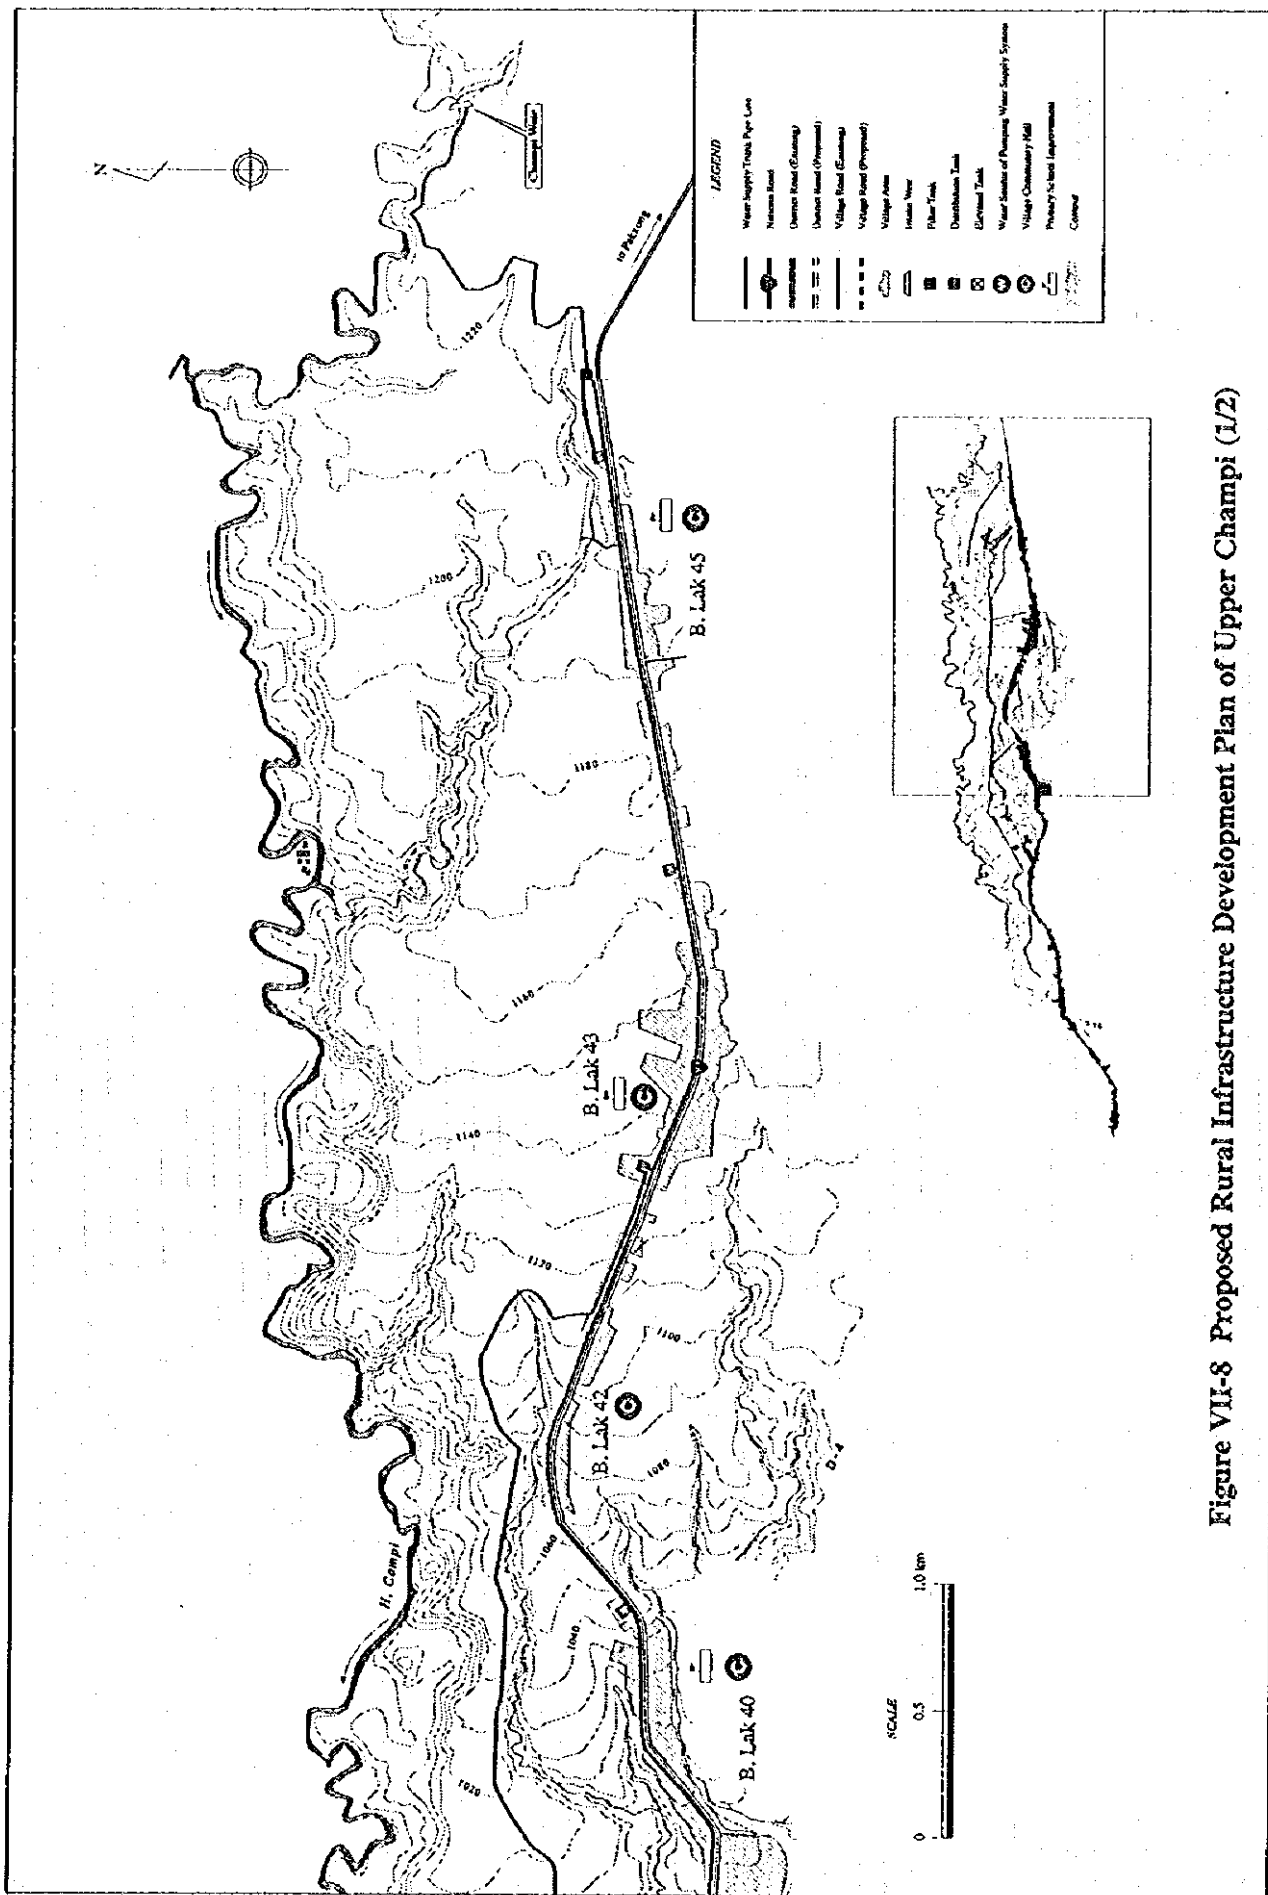 N
Champi Weir
to Pakxong
LEGEND
Water Supply Trunk Pipe Line
National Road
District Road (Existing)
District Road (Proposed)
Village Road (Existing)
Village Road (Proposed)
Village Area
Intake Weir
Filter Tank
Distribution Tank
Elevated Tank
Water Source of Pumping Water Supply System
Village Community Hall
Primary School Improvement
Contour
1220
1200
1180
1160
1140
1120
1100
1080
1060
1040
1020
B. Lak 45
B. Lak 43
B. Lak 42
B. Lak 40
H. Campi
D-4
SCALE
0 0.5 1.0 km
Figure VII-8 Proposed Rural Infrastructure Development Plan of Upper Champi (1/2)